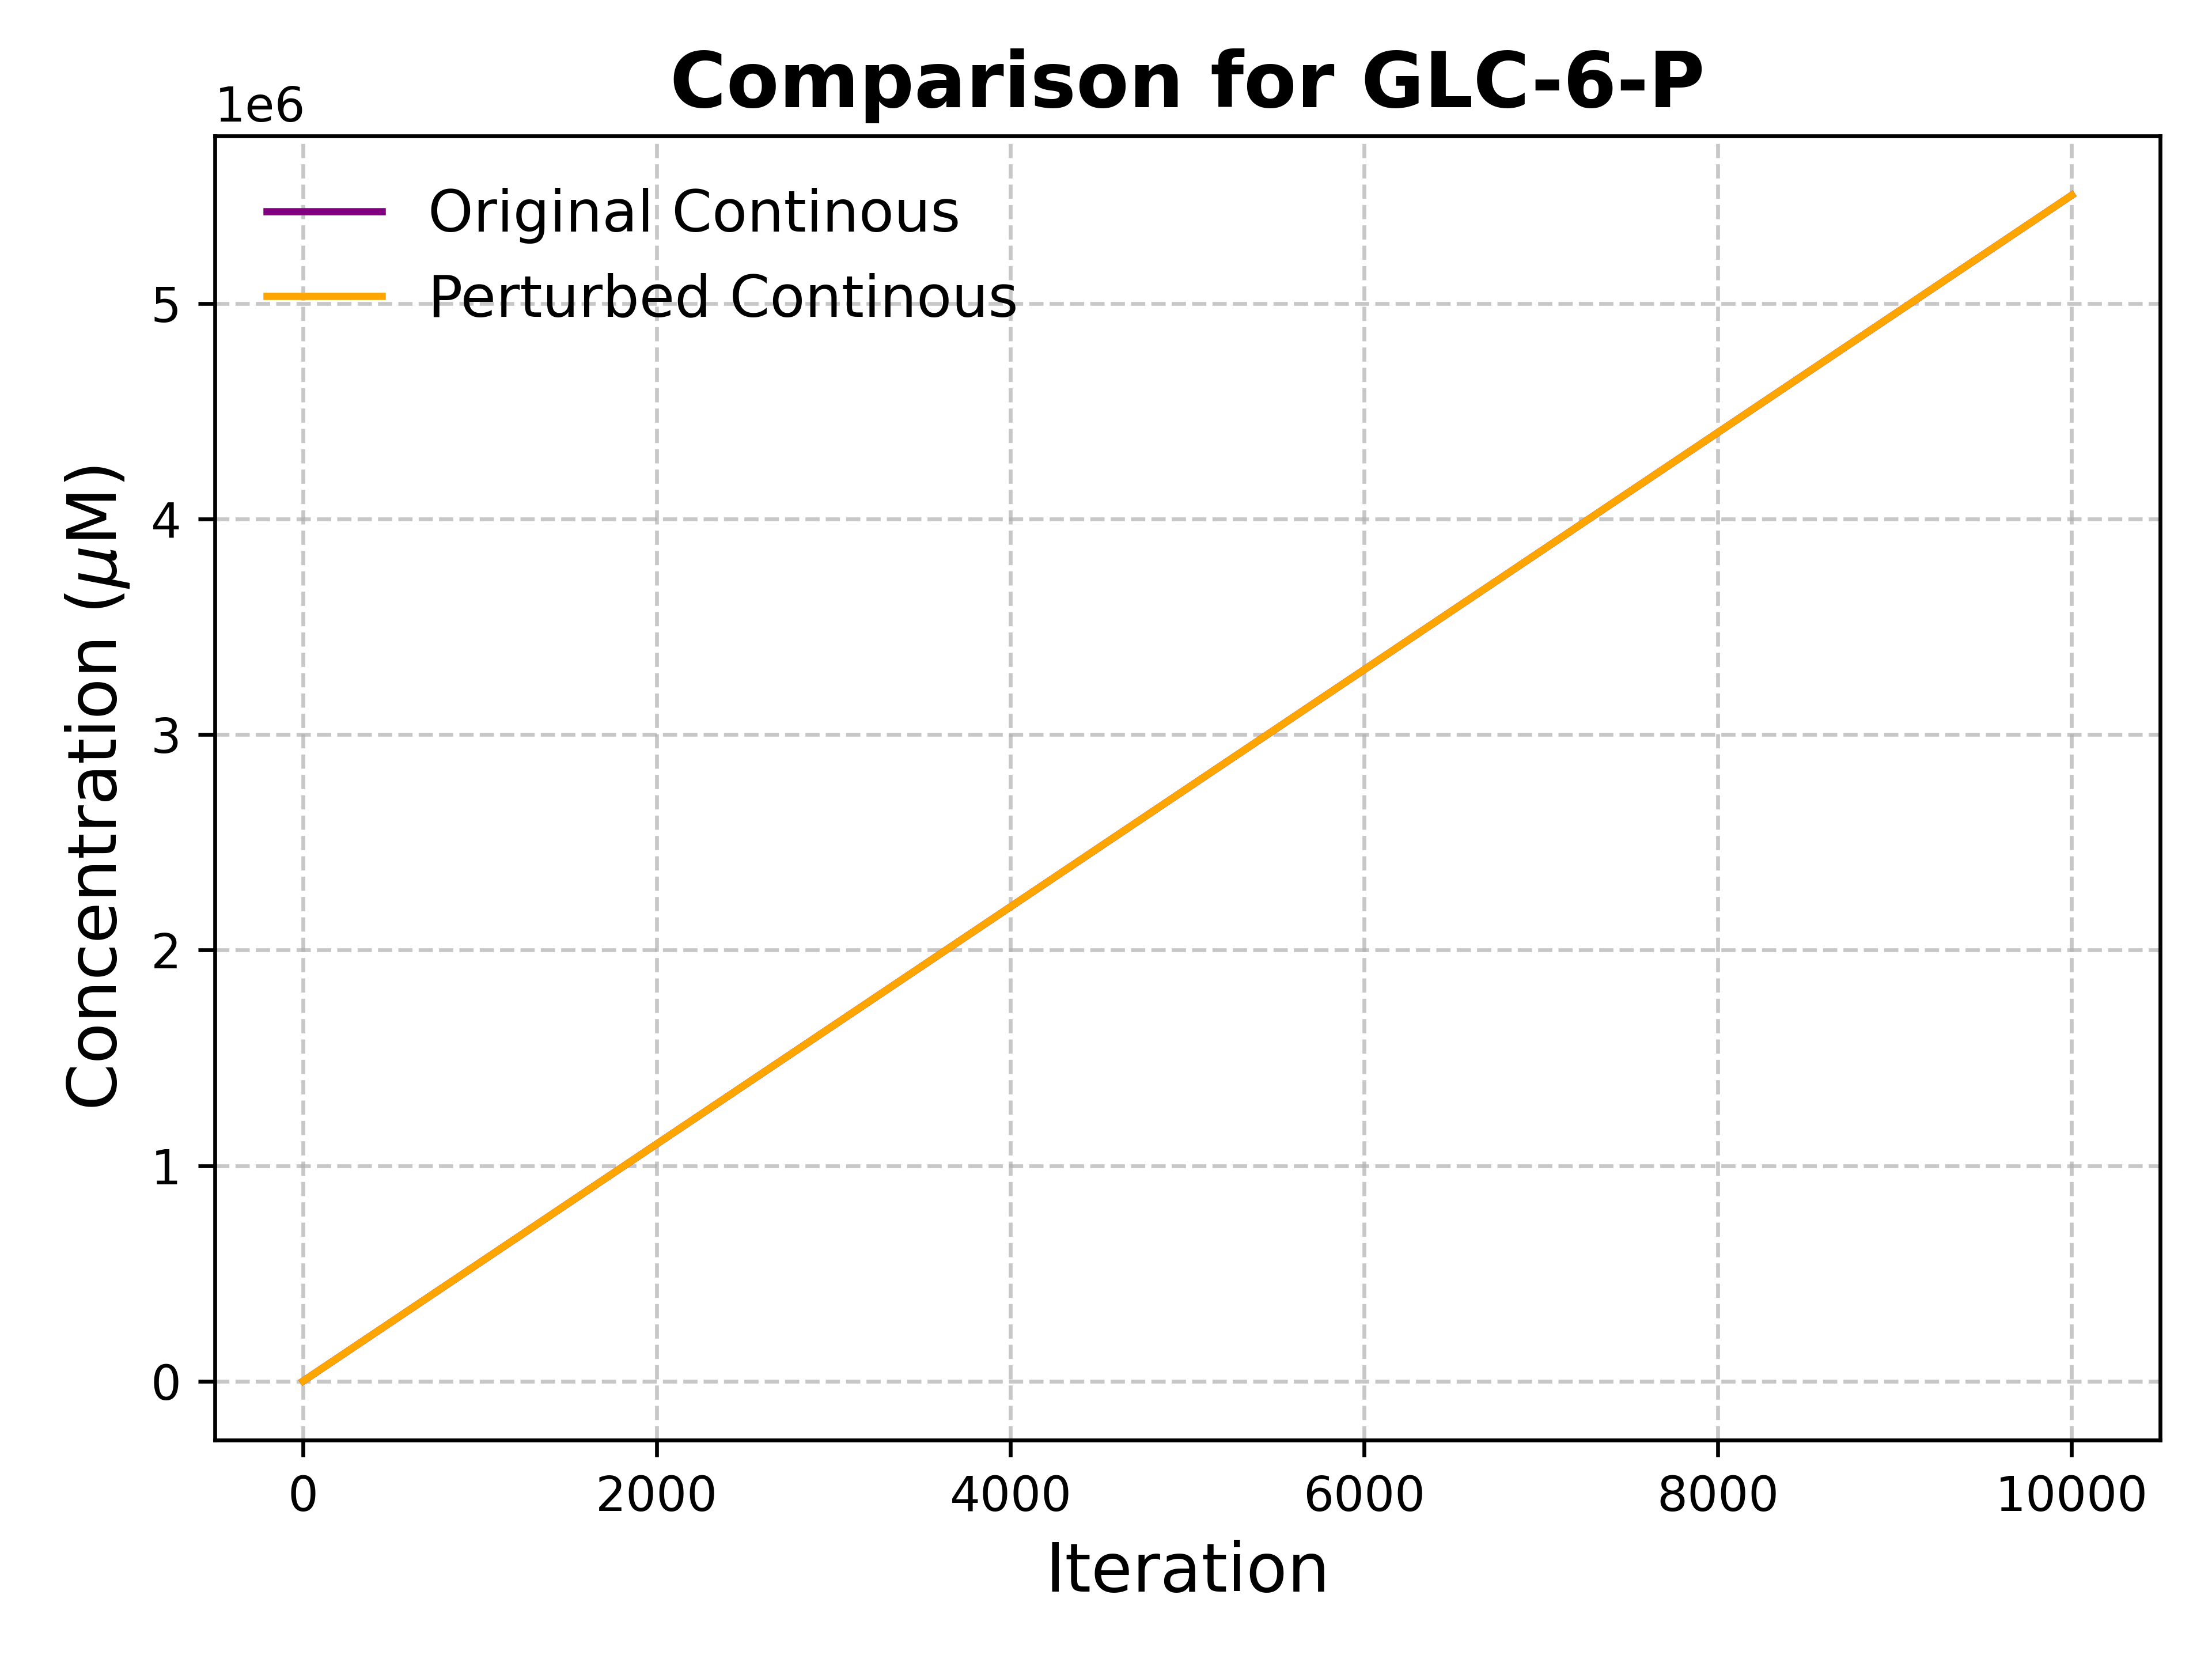 Comparison for GLC-6-P
1e6
Original Continous
Perturbed Continous
5
4
3
2
1
0
Concentration (μM)
0 2000 4000 6000 8000 10000
Iteration